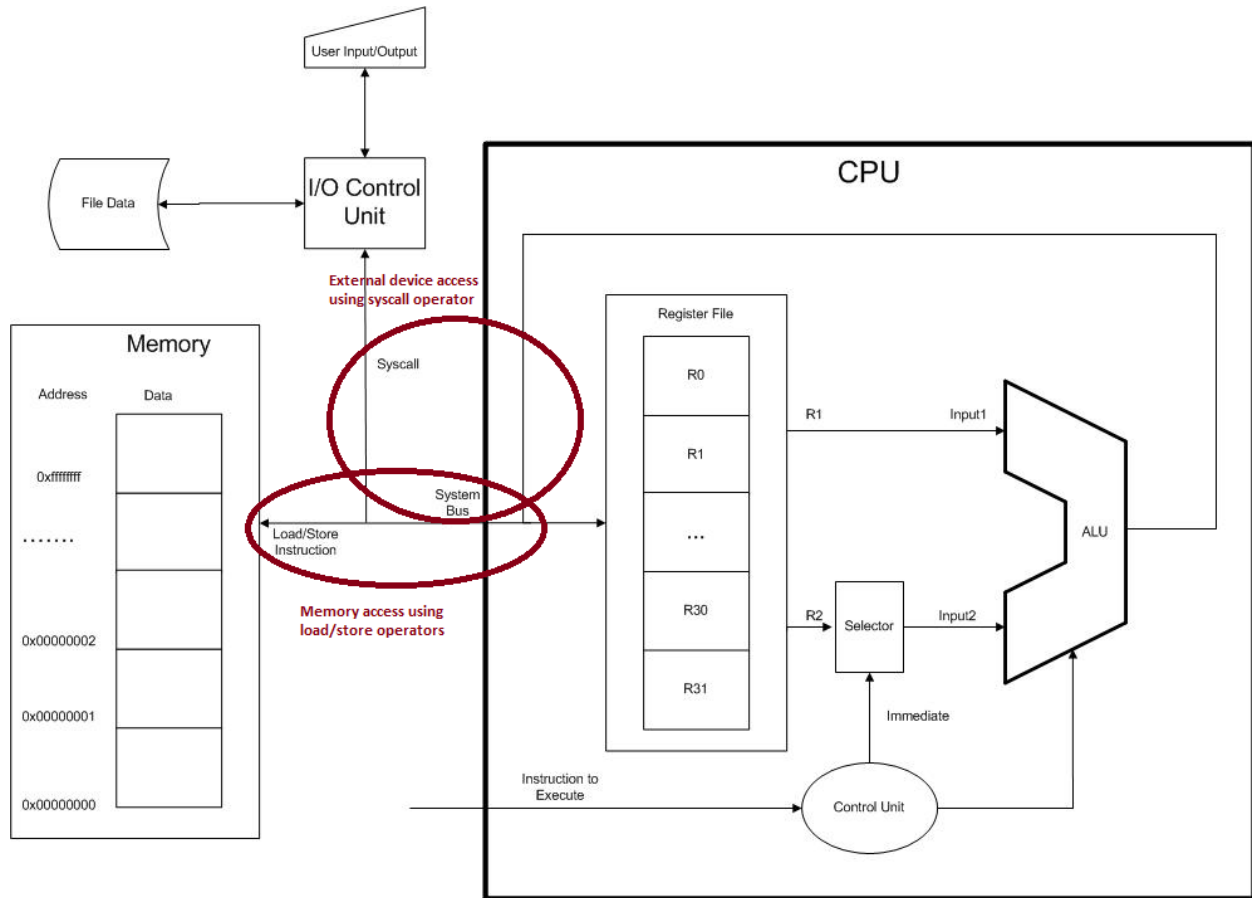 User Input/Output
I/O Control
Unit
File Data
External device access
using syscall operator
Syscall
Memory
Address
Data
0xffffffff
.......
0x00000002
0x00000001
0x00000000
System
Bus
Load/Store
Instruction
Memory access using
load/store operators
CPU
Register File
R0
R1
...
R30
R31
R1
Input1
R2
Selector
Input2
ALU
Immediate
Instruction to
Execute
Control Unit